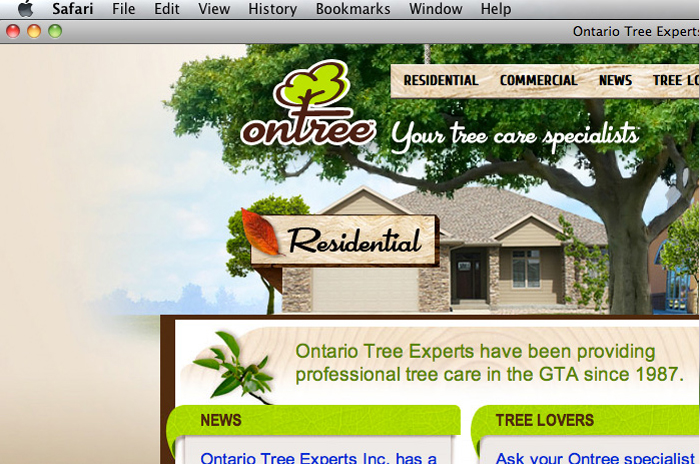 Safari File Edit View History Bookmarks Window Help
Ontario Tree Experts
RESIDENTIAL COMMERCIAL NEWS TREE LO
ontree
Your tree care specialists
Residential
Ontario Tree Experts have been providing
professional tree care in the GTA since 1987.
NEWS
TREE LOVERS
Ontario Tree Experts Inc. has a
Ask your Ontree specialist